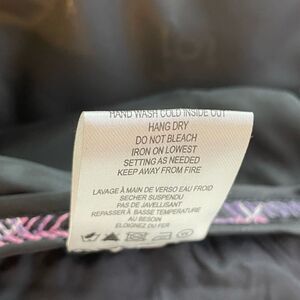 HAND WASH COLD INSIDE OUT
HANG DRY
DO NOT BLEACH
IRON ON LOWEST
SETTING AS NEEDED
KEEP AWAY FROM FIRE
LAVAGE À MAIN DE VERSO EAU FROID
SECHER SUSPENDU
PAS DE JAVELLISANT
REPASSER À BASSE TEMPERATURE
AU BESOIN
ELOIGNEZ DU FER